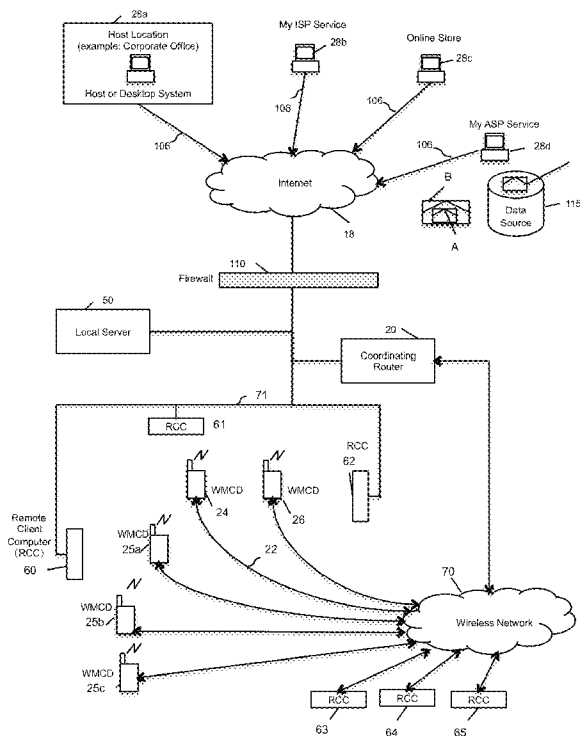 28a
Host Location
(example: Corporate Office)
Host or Desktop System
My ISP Service
28b
Online Store
28c
106
106
106
106
My ASP Service
28d
Internet
18
B
A
Data
Source
115
110
Firewall
50
Local Server
20
Coordinating
Router
71
RCC
61
RCC
62
WMCD
24
WMCD
26
Remote
Client
Computer
(RCC)
60
WMCD
25a
22
70
WMCD
25b
Wireless Network
WMCD
25c
RCC
63
RCC
64
RCC
65